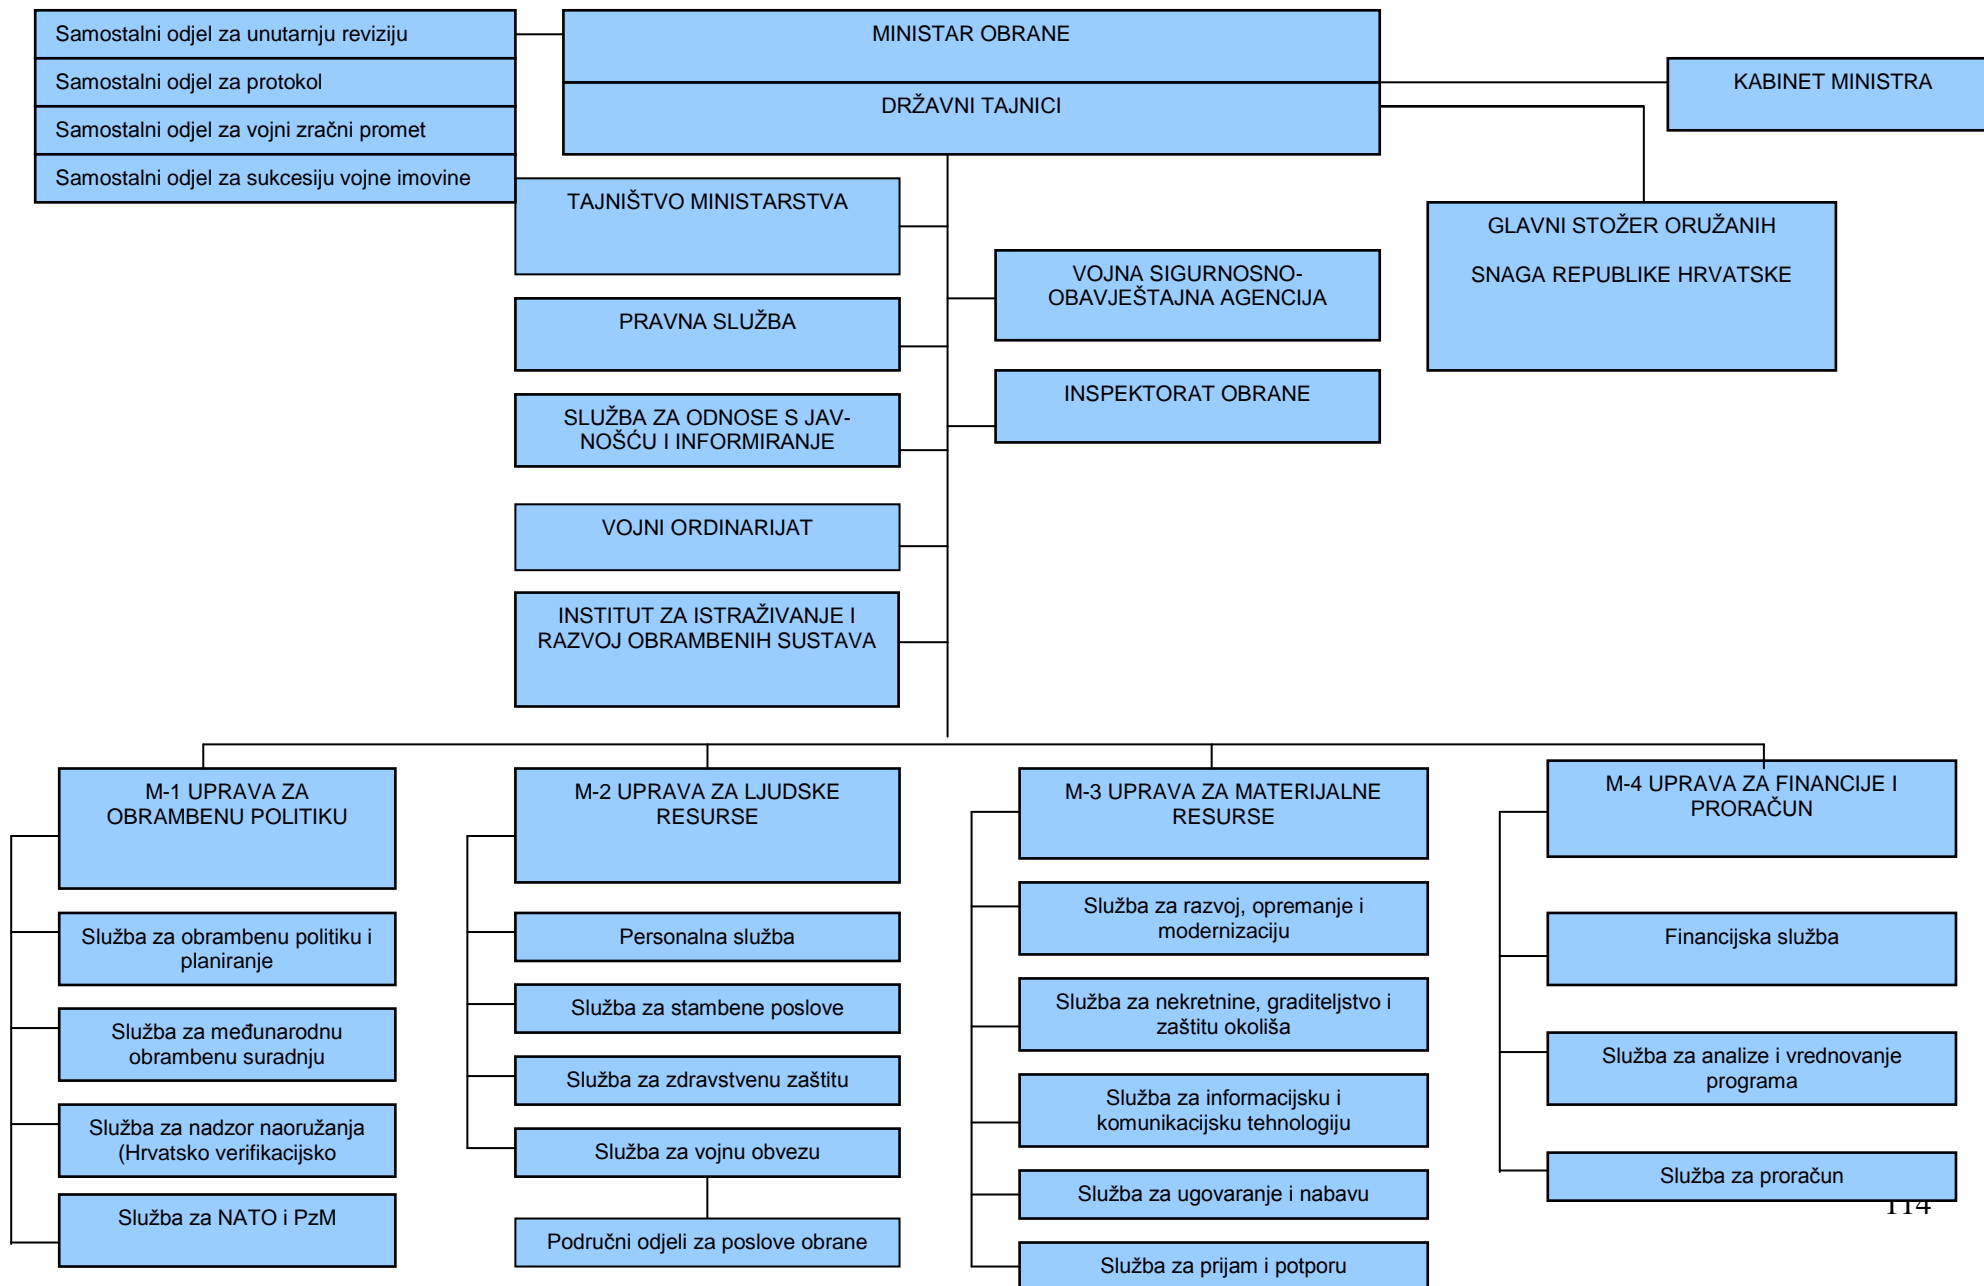 Samostalni odjel za unutarnju reviziju
Samostalni odjel za protokol
Samostalni odjel za vojni zračni promet
Samostalni odjel za sukcesiju vojne imovine
MINISTAR OBRANE
DRŽAVNI TAJNICI
KABINET MINISTRA
GLAVNI STOŽER ORUŽANIH
SNAGA REPUBLIKE HRVATSKE
TAJNIŠTVO MINISTARSTVA
VOJNA SIGURNOSNO-
OBAVJEŠTAJNA AGENCIJA
PRAVNA SLUŽBA
INSPEKTORAT OBRANE
SLUŽBA ZA ODNOSE S JAV-
NOŠĆU I INFORMIRANJE
VOJNI ORDINARIJAT
INSTITUT ZA ISTRAŽIVANJE I
RAZVOJ OBRAMBENIH SUSTAVA
M-1 UPRAVA ZA
OBRAMBENU POLITIKU
Služba za obrambenu politiku i
planiranje
Služba za međunarodnu
obrambenu suradnju
Služba za nadzor naoružanja
(Hrvatsko verifikacijsko
Služba za NATO i PzM
M-2 UPRAVA ZA LJUDSKE
RESURSE
Personalna služba
Služba za stambene poslove
Služba za zdravstvenu zaštitu
Služba za vojnu obvezu
Područni odjeli za poslove obrane
M-3 UPRAVA ZA MATERIJALNE
RESURSE
Služba za razvoj, opremanje i
modernizaciju
Služba za nekretnine, graditeljstvo i
zaštitu okoliša
Služba za informacijsku i
komunikacijsku tehnologiju
Služba za ugovaranje i nabavu
Služba za prijam i potporu
M-4 UPRAVA ZA FINANCIJE I
PRORAČUN
Financijska služba
Služba za analize i vrednovanje
programa
Služba za proračun
114